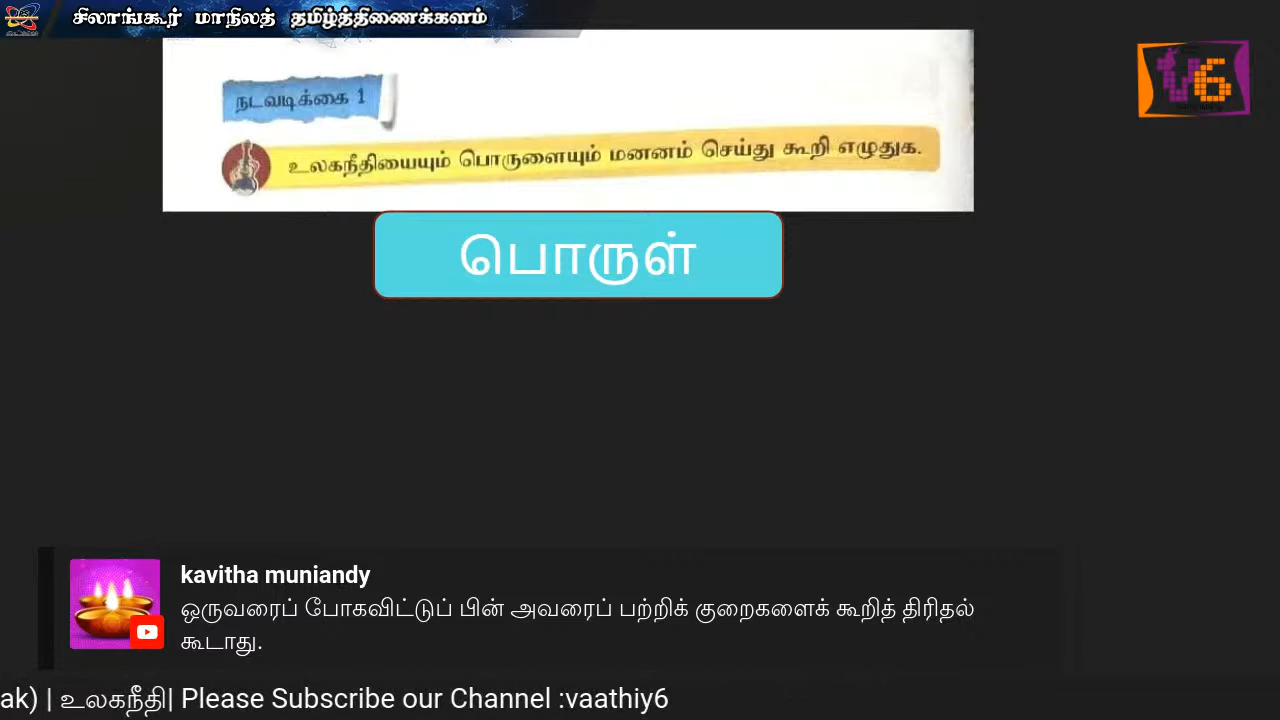 சிலாங்கூர் மாநிலத் தமிழ்த்திணைக்களம்
v6
நடவடிக்கை 1
உலகநீதியையும் பொருளையும் மனனம் செய்து கூறி எழுதுக.
பொருள்
kavitha muniandy
ஒருவரைப் போகவிட்டுப் பின் அவரைப் பற்றிக் குறைகளைக் கூறித் திரிதல்
கூடாது.
ak) | உலகநீதி| Please Subscribe our Channel :vaathiy6